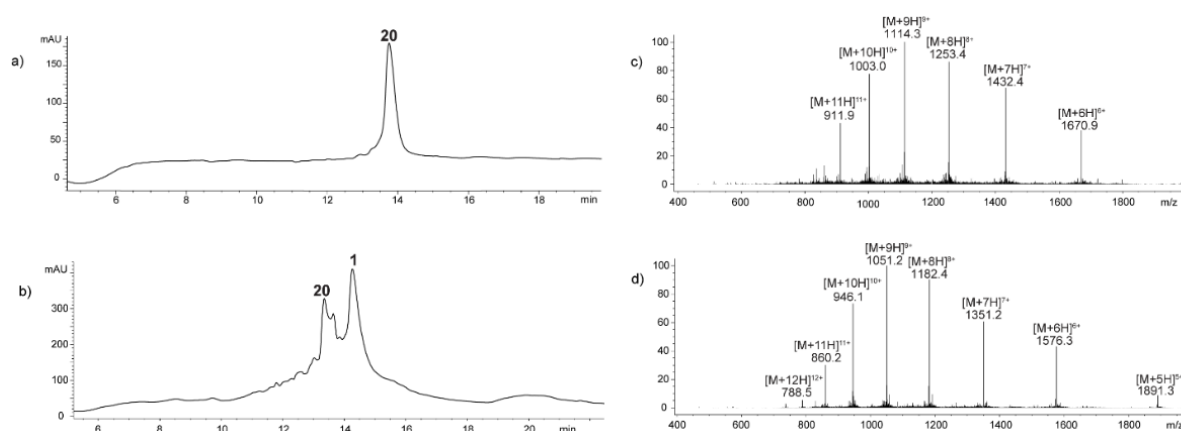 a)
mAU
20
150
100
50
0
6 8 10 12 14 16 18 min
c)
100
80
60
40
20
0
[M+11H]¹¹⁺
911.9
[M+10H]¹⁰⁺
1003.0
[M+9H]⁹⁺
1114.3
[M+8H]⁸⁺
1253.4
[M+7H]⁷⁺
1432.4
[M+6H]⁶⁺
1670.9
400 600 800 1000 1200 1400 1600 1800 m/z
b)
mAU
20
1
300
200
100
0
6 8 10 12 14 16 18 20 min
d)
100
80
60
40
20
0
[M+12H]¹²⁺
788.5
[M+11H]¹¹⁺
860.2
[M+10H]¹⁰⁺
946.1
[M+9H]⁹⁺
1051.2
[M+8H]⁸⁺
1182.4
[M+7H]⁷⁺
1351.2
[M+6H]⁶⁺
1576.3
[M+5H]⁵⁺
1891.3
400 600 800 1000 1200 1400 1600 1800 m/z